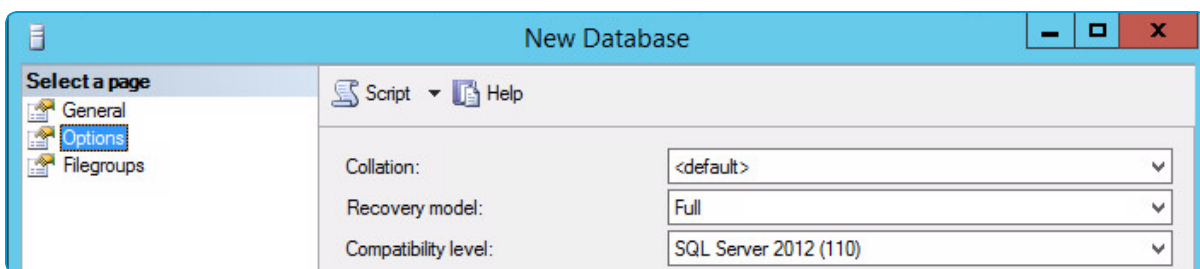 New Database
Select a page
General
Options
Filegroups
Script Help
Collation: <default>
Recovery model: Full
Compatibility level: SQL Server 2012 (110)